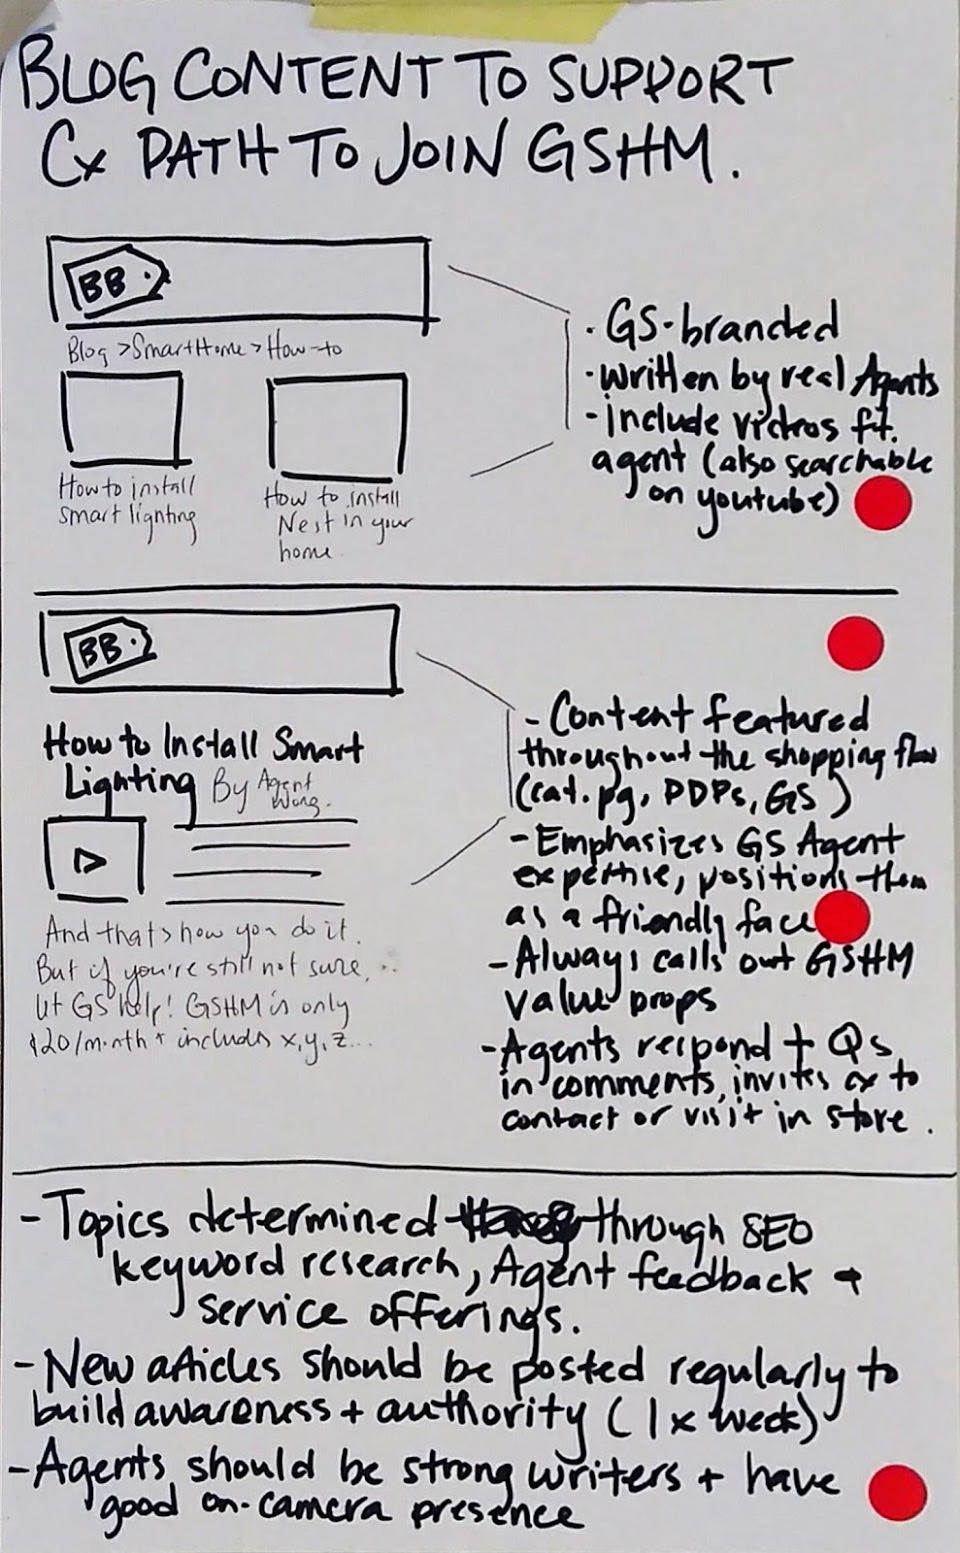 BLOG CONTENT TO SUPPORT
Cx PATH TO JOIN GSHM.
BB
Blog > SmartHome > How-to
How to install
smart lighting
How to install
Nest in your
home.
· GS-branded
· written by real Agents
- include videos ft.
agent (also searchable
on youtube)
BB
How to Install Smart
Lighting By Agent
Wong.
And that's how you do it.
But if you're still not sure, ..
let GS help! GSHM is only
$20/month + includes x, y, z...
- Content featured
throughout the shopping flow
(cat. pg, PDPs, GS)
- Emphasizes GS Agent
expertise, positions them
as a friendly face
- Always calls out GSHM
value props
- Agents respond + Qs
in comments, invites cx to
contact or visit in store.
- Topics determined through SEO
keyword research, Agent feedback +
service offerings.
- New articles should be posted regularly to
build awareness + authority (1x week)
- Agents should be strong writers + have
good on-camera presence